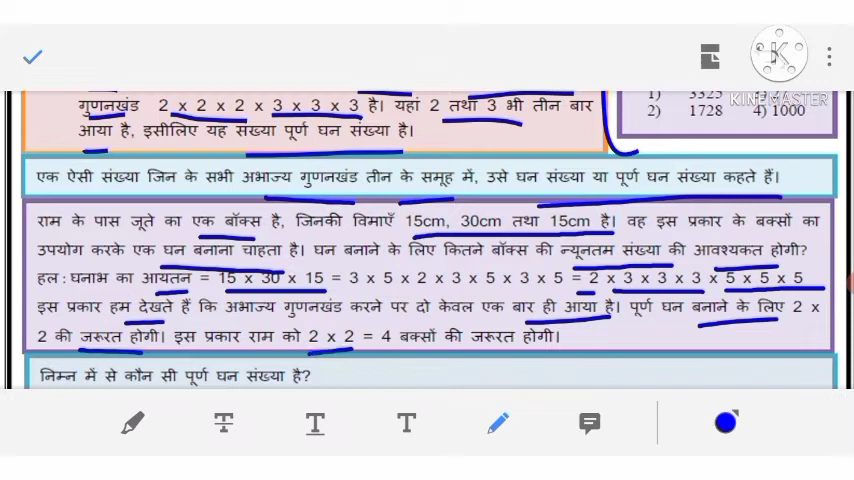 K
KINEMASTER
गुणनखंड 2 x 2 x 2 x 3 x 3 x 3 है। यहां 2 तथा 3 भी तीन बार
आया है, इसीलिए यह संख्या पूर्ण घन संख्या है।
1) 3325
2) 1728 4) 1000
एक ऐसी संख्या जिन के सभी अभाज्य गुणनखंड तीन के समूह में, उसे घन संख्या या पूर्ण घन संख्या कहते हैं।
राम के पास जूते का एक बॉक्स है, जिनकी विमाएँ 15cm, 30cm तथा 15cm है। वह इस प्रकार के बक्सों का
उपयोग करके एक घन बनाना चाहता है। घन बनाने के लिए कितने बॉक्स की न्यूनतम संख्या की आवश्यकत होगी?
हल: घनाभ का आयतन = 15 x 30 x 15 = 3 x 5 x 2 x 3 x 5 x 3 x 5 = 2 x 3 x 3 x 3 x 5 x 5 x 5
इस प्रकार हम देखते हैं कि अभाज्य गुणनखंड करने पर दो केवल एक बार ही आया है। पूर्ण घन बनाने के लिए 2 x
2 की जरूरत होगी। इस प्रकार राम को 2 x 2 = 4 बक्सों की जरूरत होगी।
निम्न में से कौन सी पूर्ण घन संख्या है?
T T T